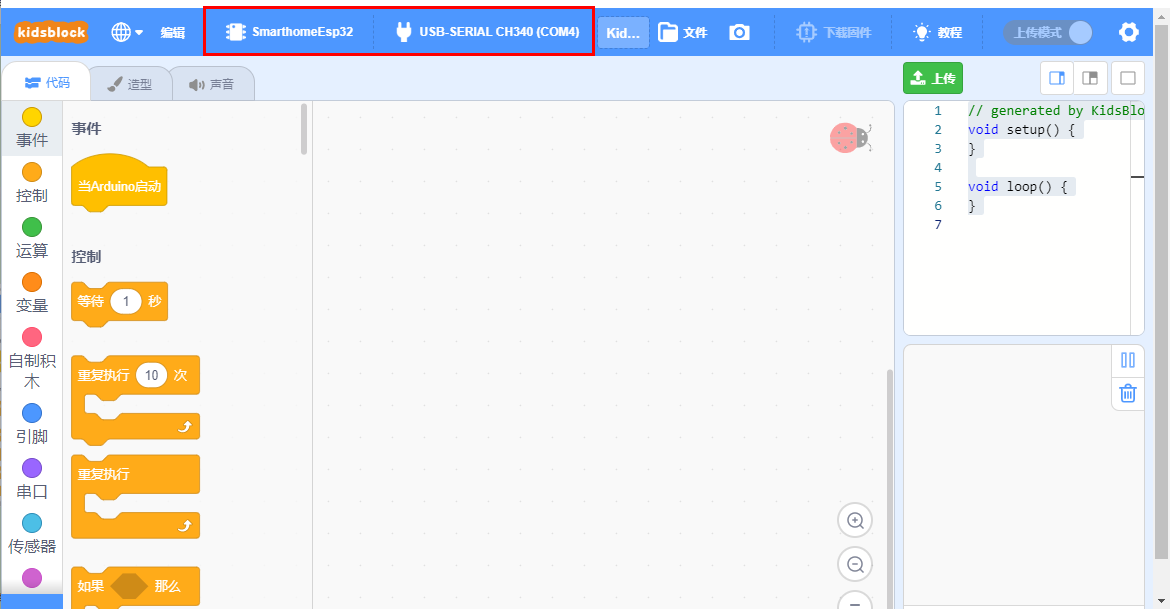 kidsblock 编辑 SmarthomeEsp32 USB-SERIAL CH340 (COM4) Kid... 文件 下载固件 教程 上传模式
代码 造型 声音 上传
事件
控制
运算
变量
自制积
木
引脚
串口
传感器
事件
当Arduino启动
控制
等待 1 秒
重复执行 10 次
重复执行
如果 那么
1 // generated by KidsBlo
2 void setup() {
3 }
4
5 void loop() {
6 }
7